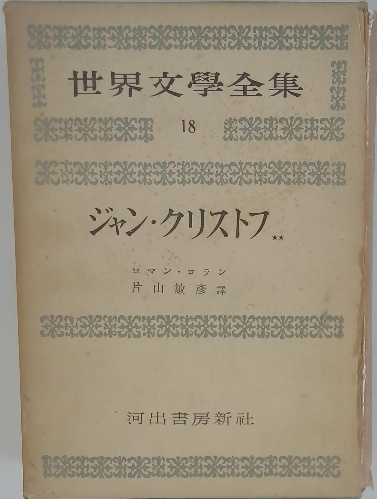 世界文學全集
18
ジャン・クリストフ★★
ロマン・ロラン
片山敏彦譯
河出書房新社